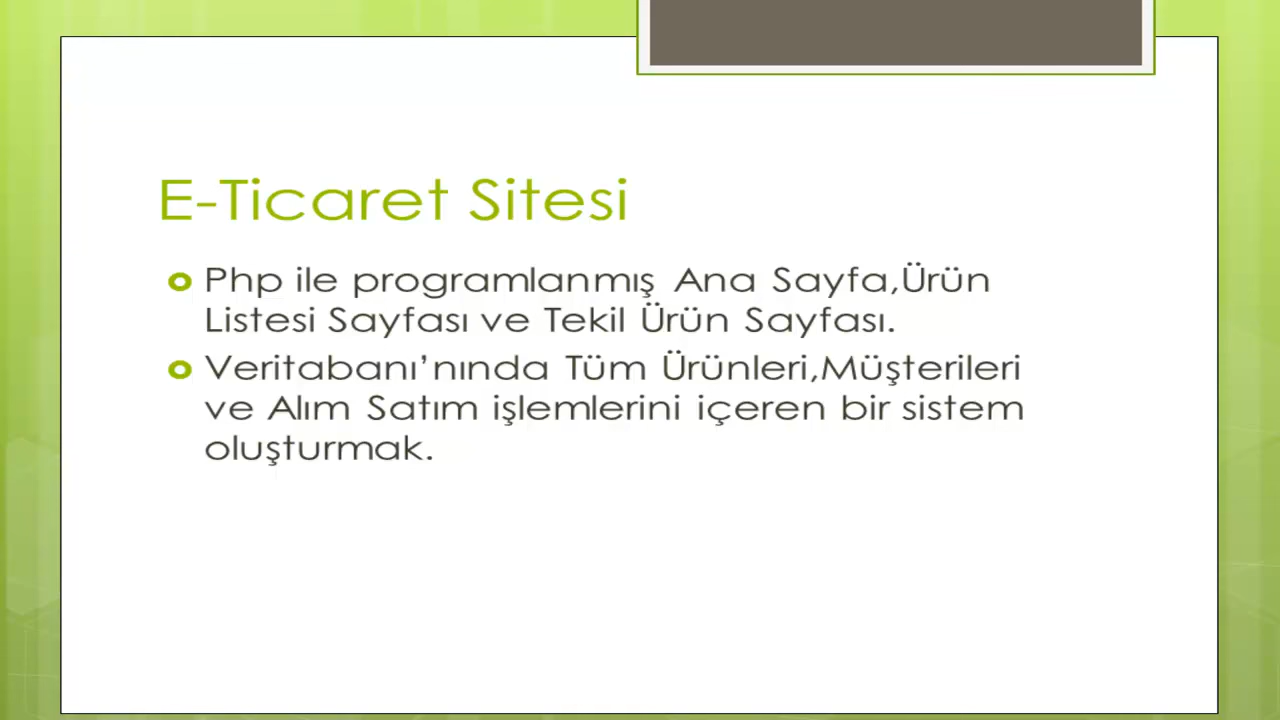 E-Ticaret Sitesi
Php ile programlanmış Ana Sayfa,Ürün
Listesi Sayfası ve Tekil Ürün Sayfası.
Veritabanı’nında Tüm Ürünleri,Müşterileri
ve Alım Satım işlemlerini içeren bir sistem
oluşturmak.